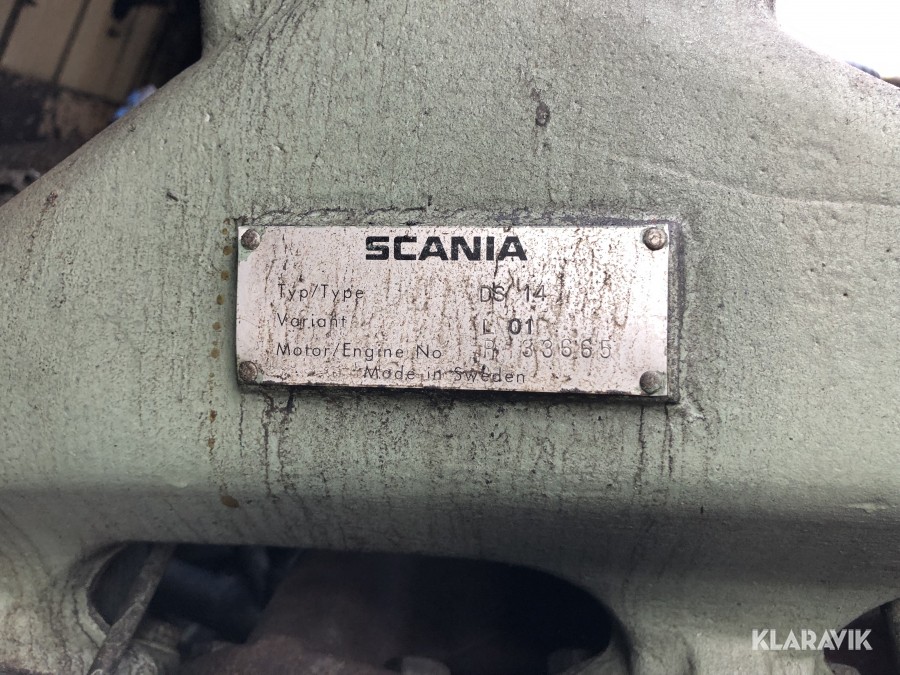 SCANIA
Typ/Type DS 14
Variant L 01
Motor/Engine No 33665
Made in Sweden
KLARAVIK